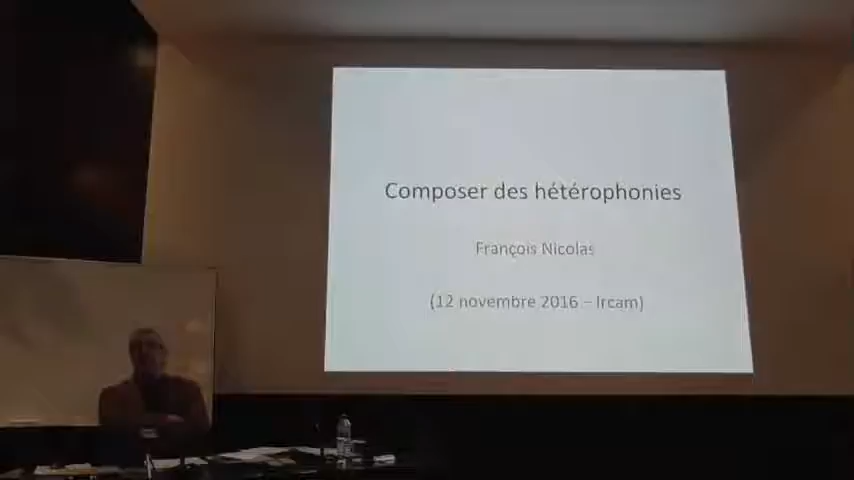 Composer des hétérophonies
François Nicolas
(12 novembre 2016 – Ircam)